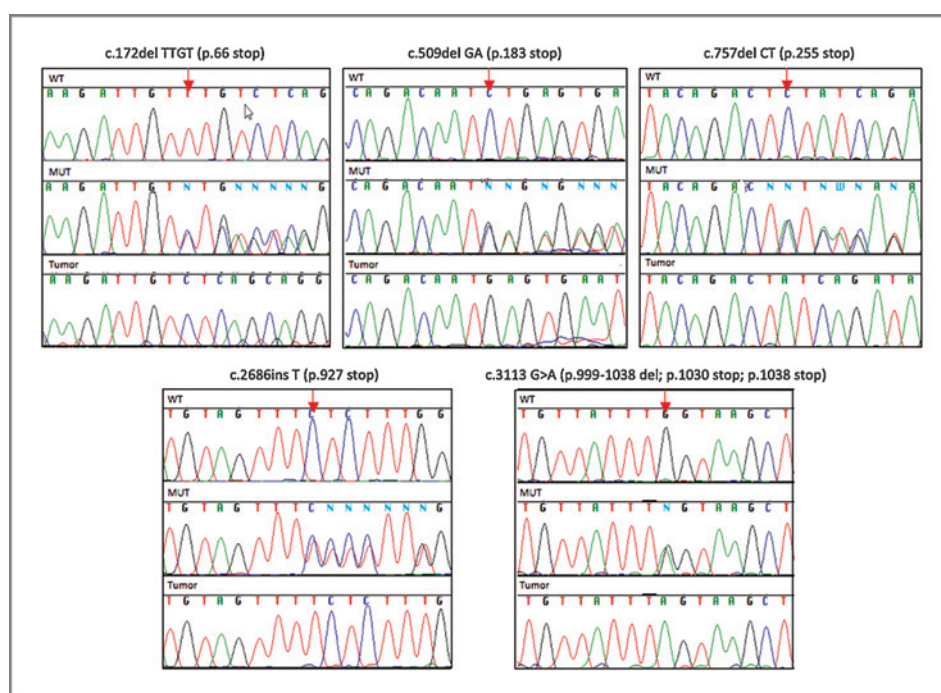 c.172del TTGT (p.66 stop)
WT
A A G A T T G T T T G T C T C A G
MUT
A A G A T T G T N T G N N N N N G
Tumor
A A G A T T G T C T C A G C A G G
c.509del GA (p.183 stop)
WT
C A G A C A A T C T G A G T G A
MUT
C A G A C A A T N N G N G N N N
Tumor
C A G A C A A T G A G T G A A T
c.757del CT (p.255 stop)
WT
T A C A G A C T C T A T C A G A
MUT
T A C A G A C N N T N W N A N A
Tumor
T A C A G A C T A T C A G A T A
c.2686ins T (p.927 stop)
WT
T G T A G T T T C T C T T T G G
MUT
T G T A G T T T C N N N N N N G
Tumor
T G T A G T T T T C T C T T T G
c.3113 G>A (p.999-1038 del; p.1030 stop; p.1038 stop)
WT
T G T T A T T T G G T A A G C T
MUT
T G T T A T T T N G T A A G C T
Tumor
T G T T A T T T A G T A A G C T